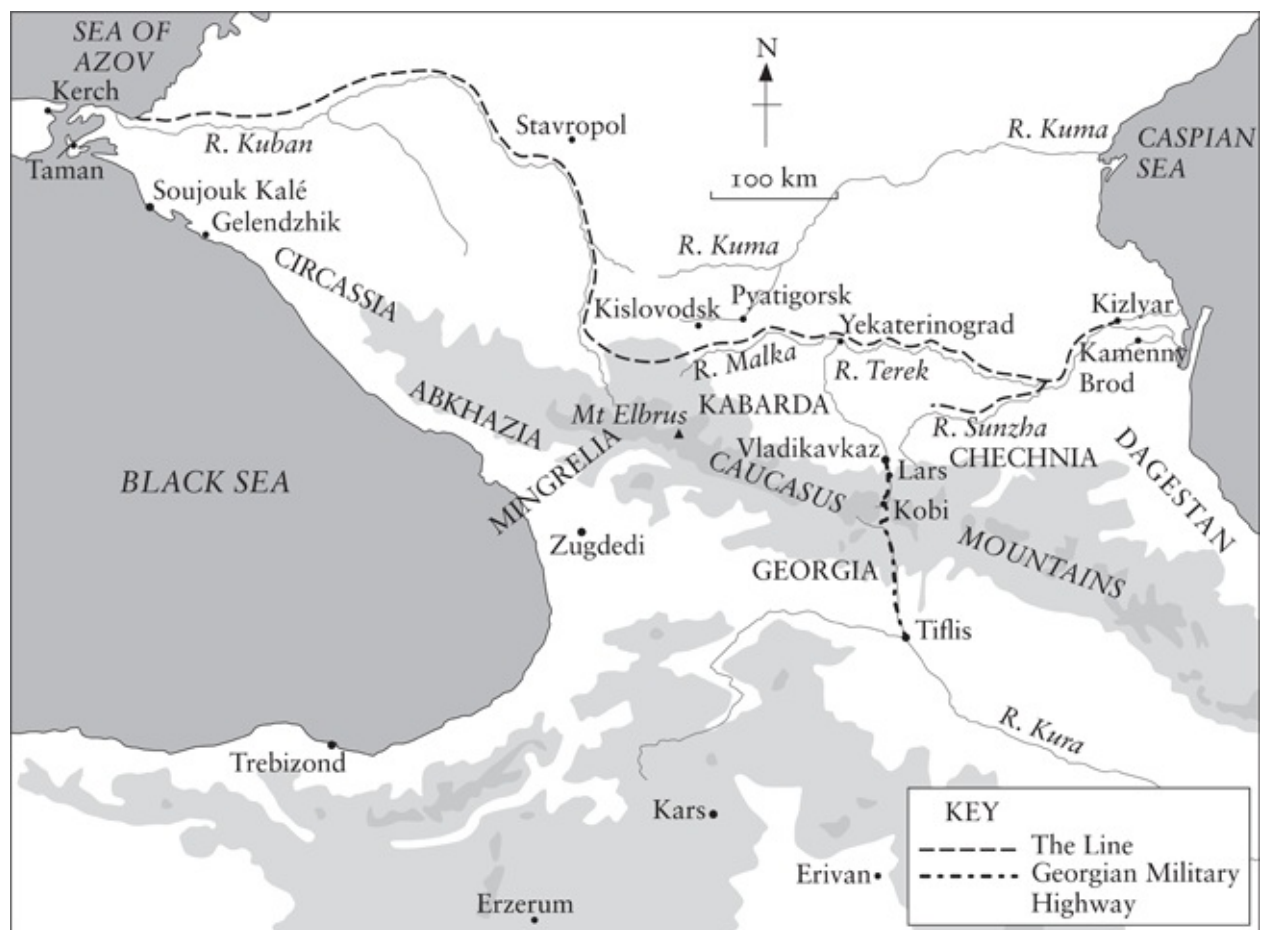 SEA OF
AZOV
Kerch
Taman
R. Kuban
Stavropol
N
100 km
R. Kuma
CASPIAN
SEA
Soujouk Kalé
Gelendzhik
CIRCASSIA
R. Kuma
Kislovodsk
Pyatigorsk
Yekaterinograd
Kizlyar
Kamenny
Brod
R. Malka
R. Terek
ABKHAZIA
Mt Elbrus
KABARDA
R. Sunzha
MINGRELIA
Vladikavkaz
Lars
CHECHNIA
DAGESTAN
BLACK SEA
CAUCASUS
Kobi
MOUNTAINS
Zugdedi
GEORGIA
Tiflis
R. Kura
Trebizond
Kars
Erivan
Erzerum
KEY
The Line
Georgian Military
Highway